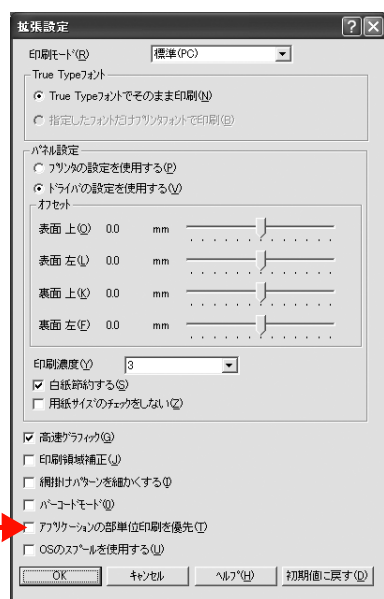 拡張設定
印刷ﾓｰﾄﾞ(R) 標準(PC)
True Typeﾌｫﾝﾄ
True Typeﾌｫﾝﾄでそのまま印刷(N)
指定したﾌｫﾝﾄだけﾌﾟﾘﾝﾀﾌｫﾝﾄで印刷(B)
ﾊﾟﾈﾙ設定
ﾌﾟﾘﾝﾀの設定を使用する(P)
ﾄﾞﾗｲﾊﾞの設定を使用する(V)
ｵﾌｾｯﾄ
表面 上(O) 0.0 mm
表面 左(L) 0.0 mm
裏面 上(K) 0.0 mm
裏面 左(F) 0.0 mm
印刷濃度(Y) 3
白紙節約する(S)
用紙ｻｲｽﾞのﾁｪｯｸをしない(Z)
高速ｸﾞﾗﾌｨｯｸ(G)
印刷領域補正(J)
網掛けﾊﾟﾀｰﾝを細かくする(I)
ﾊﾞｰｺｰﾄﾞﾓｰﾄﾞ(0)
ｱﾌﾟﾘｹｰｼｮﾝの部単位印刷を優先(T)
OSのｽﾌﾟｰﾙを使用する(U)
OK ｷｬﾝｾﾙ ﾍﾙﾌﾟ(H) 初期値に戻す(D)